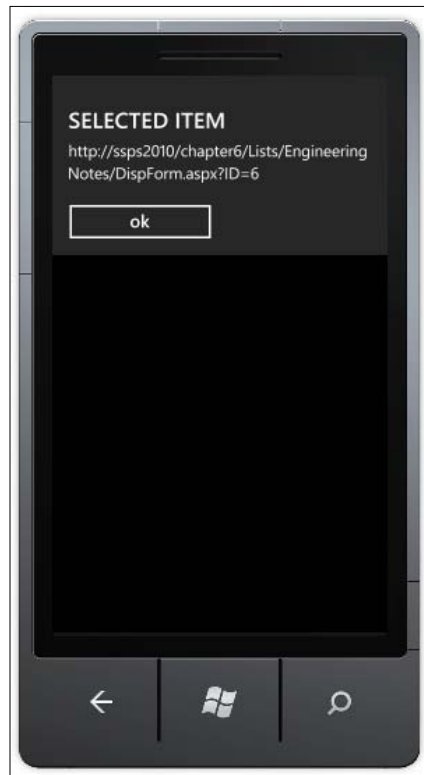 SELECTED ITEM
http://ssps2010/chapter6/Lists/Engineering
Notes/DispForm.aspx?ID=6
ok